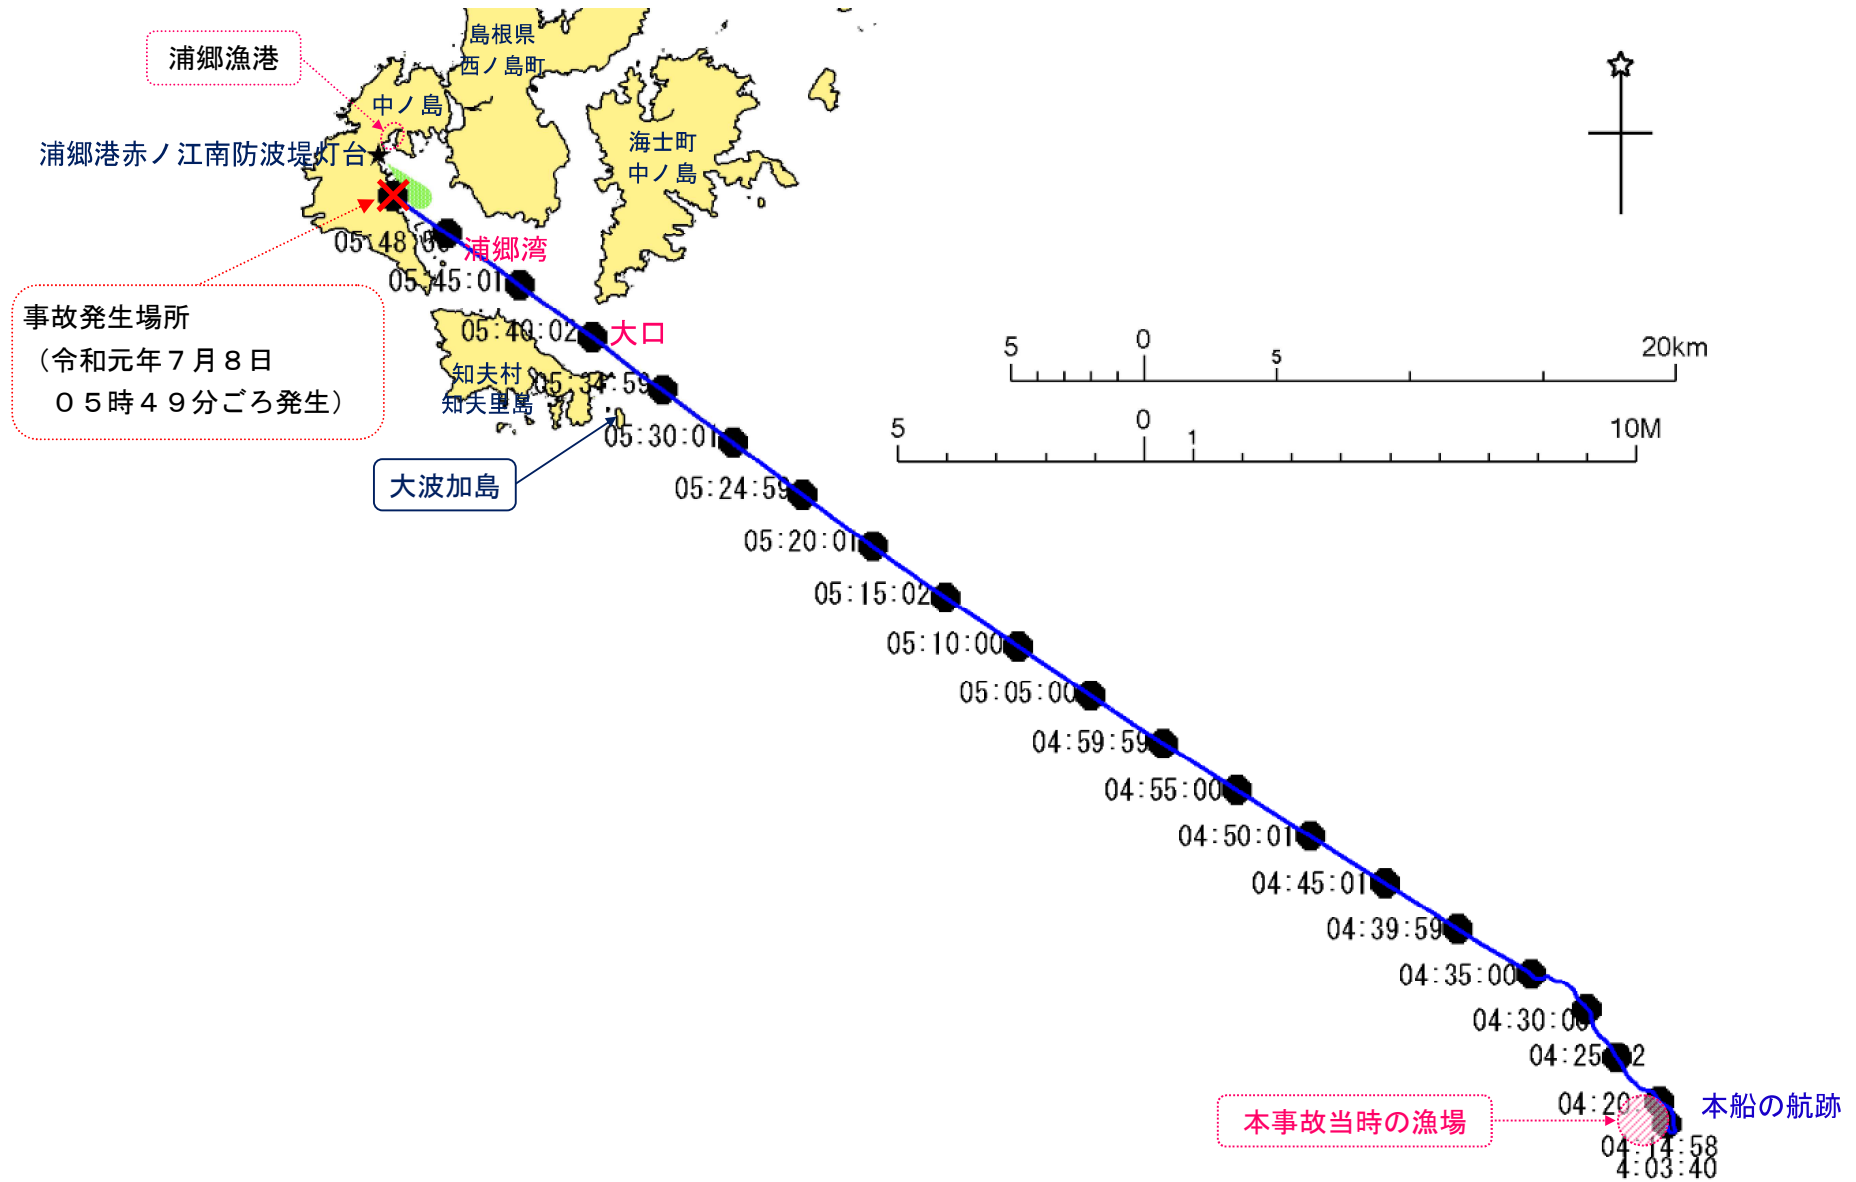 島根県
西ノ島町
浦郷漁港
中ノ島
海士町
中ノ島
浦郷港赤ノ江南防波堤灯台
浦郷湾
05:45:01
事故発生場所
（令和元年７月８日
０５時４９分ごろ発生）
05:40:02
大口
知夫村
知夫里島
05:34:59
05:30:01
大波加島
05:24:59
05:20:01
05:15:02
05:10:00
05:05:00
04:59:59
04:55:00
04:50:01
04:45:01
04:39:59
04:35:00
5 0 5 20km
5 0 1 10M
本事故当時の漁場
本船の航跡
04:14:58
4:03:40